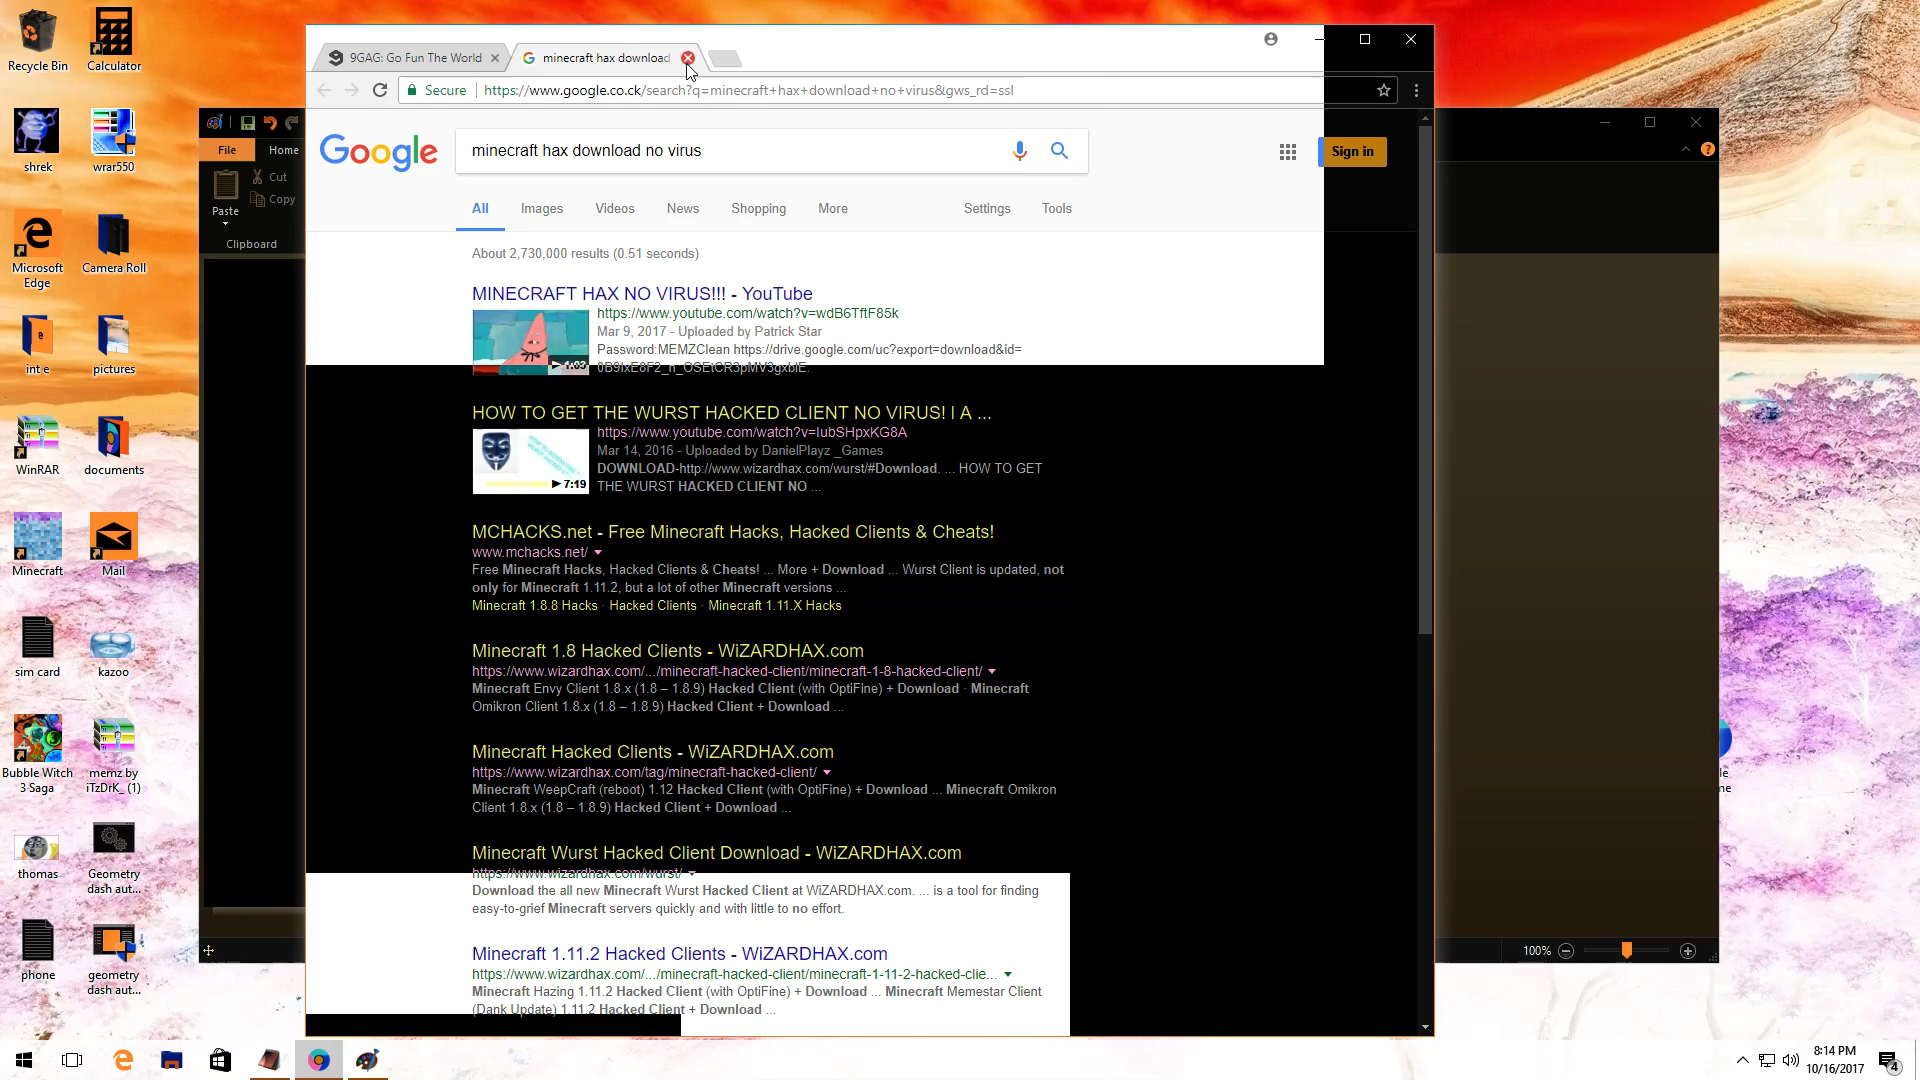 Recycle Bin
Calculator
shrek
wrar550
Microsoft
Edge
Camera Roll
int e
pictures
WinRAR
documents
Minecraft
Mail
sim card
kazoo
Bubble Witch
3 Saga
memz by
iTzDrK_ (1)
thomas
Geometry
dash aut...
phone
geometry
dash aut...
File
Home
Paste
Cut
Copy
Clipboard
9GAG: Go Fun The World
minecraft hax download
Secure
https://www.google.co.ck/search?q=minecraft+hax+download+no+virus&gws_rd=ssl
Google
minecraft hax download no virus
Sign in
All
Images
Videos
News
Shopping
More
Settings
Tools
About 2,730,000 results (0.51 seconds)
MINECRAFT HAX NO VIRUS!!! - YouTube
https://www.youtube.com/watch?v=wdB6TftF85k
Mar 9, 2017 - Uploaded by Patrick Star
Password:MEMZClean https://drive.google.com/uc?export=download&id=
1:03
HOW TO GET THE WURST HACKED CLIENT NO VIRUS! I A ...
https://www.youtube.com/watch?v=IubSHpxKG8A
Mar 14, 2016 - Uploaded by DanielPlayz _Games
DOWNLOAD-http://www.wizardhax.com/wurst/#Download. ... HOW TO GET
THE WURST HACKED CLIENT NO ...
7:19
MCHACKS.net - Free Minecraft Hacks, Hacked Clients & Cheats!
www.mchacks.net/
Free Minecraft Hacks, Hacked Clients & Cheats! ... More + Download ... Wurst Client is updated, not
only for Minecraft 1.11.2, but a lot of other Minecraft versions ...
Minecraft 1.8.8 Hacks · Hacked Clients · Minecraft 1.11.X Hacks
Minecraft 1.8 Hacked Clients - WiZARDHAX.com
https://www.wizardhax.com/.../minecraft-hacked-client/minecraft-1-8-hacked-client/
Minecraft Envy Client 1.8.x (1.8 – 1.8.9) Hacked Client (with OptiFine) + Download · Minecraft
Omikron Client 1.8.x (1.8 – 1.8.9) Hacked Client + Download ...
Minecraft Hacked Clients - WiZARDHAX.com
https://www.wizardhax.com/tag/minecraft-hacked-client/
Minecraft WeepCraft (reboot) 1.12 Hacked Client (with OptiFine) + Download ... Minecraft Omikron
Client 1.8.x (1.8 – 1.8.9) Hacked Client + Download ...
Minecraft Wurst Hacked Client Download - WiZARDHAX.com
https://www.wizardhax.com/wurst/
Download the all new Minecraft Wurst Hacked Client at WiZARDHAX.com. ... is a tool for finding
easy-to-grief Minecraft servers quickly and with little to no effort.
Minecraft 1.11.2 Hacked Clients - WiZARDHAX.com
https://www.wizardhax.com/.../minecraft-hacked-client/minecraft-1-11-2-hacked-clie...
Minecraft Hazing 1.11.2 Hacked Client (with OptiFine) + Download ... Minecraft Memestar Client
(Dank Update) 1.11.2 Hacked Client + Download ...
100%
8:14 PM
10/16/2017
4